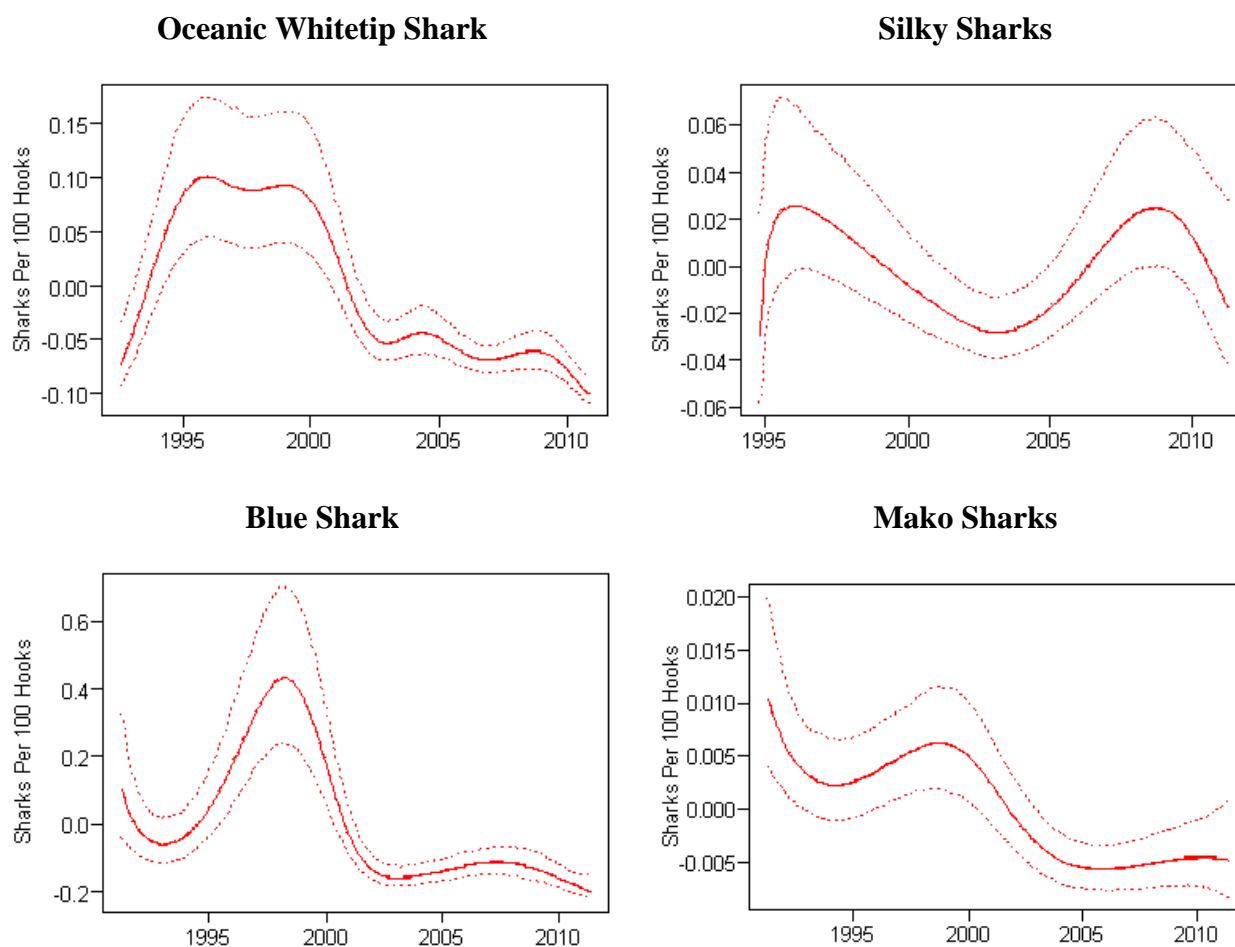 Oceanic Whitetip Shark
Sharks Per 100 Hooks
0.15
0.10
0.05
0.00
-0.05
-0.10
1995 2000 2005 2010
Silky Sharks
Sharks Per 100 Hooks
0.06
0.04
0.02
0.00
-0.02
-0.04
-0.06
1995 2000 2005 2010
Blue Shark
Sharks Per 100 Hooks
0.6
0.4
0.2
0.0
-0.2
1995 2000 2005 2010
Mako Sharks
Sharks Per 100 Hooks
0.020
0.015
0.010
0.005
0.000
-0.005
1995 2000 2005 2010